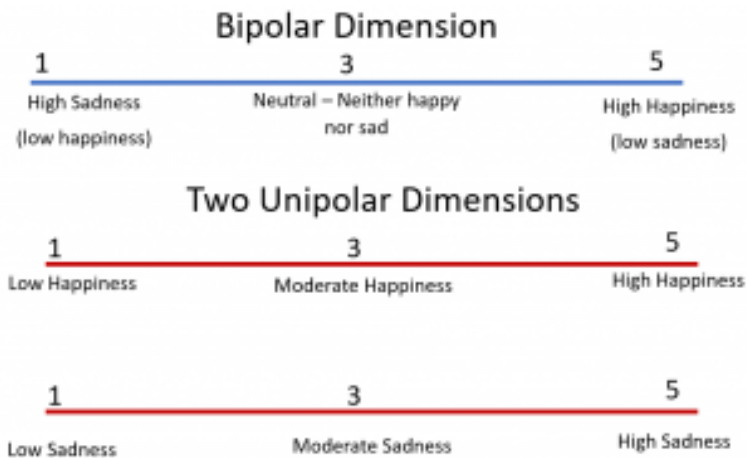 Bipolar Dimension
1 3 5
High Sadness Neutral – Neither happy High Happiness
(low happiness) nor sad (low sadness)
Two Unipolar Dimensions
1 3 5
Low Happiness Moderate Happiness High Happiness
1 3 5
Low Sadness Moderate Sadness High Sadness